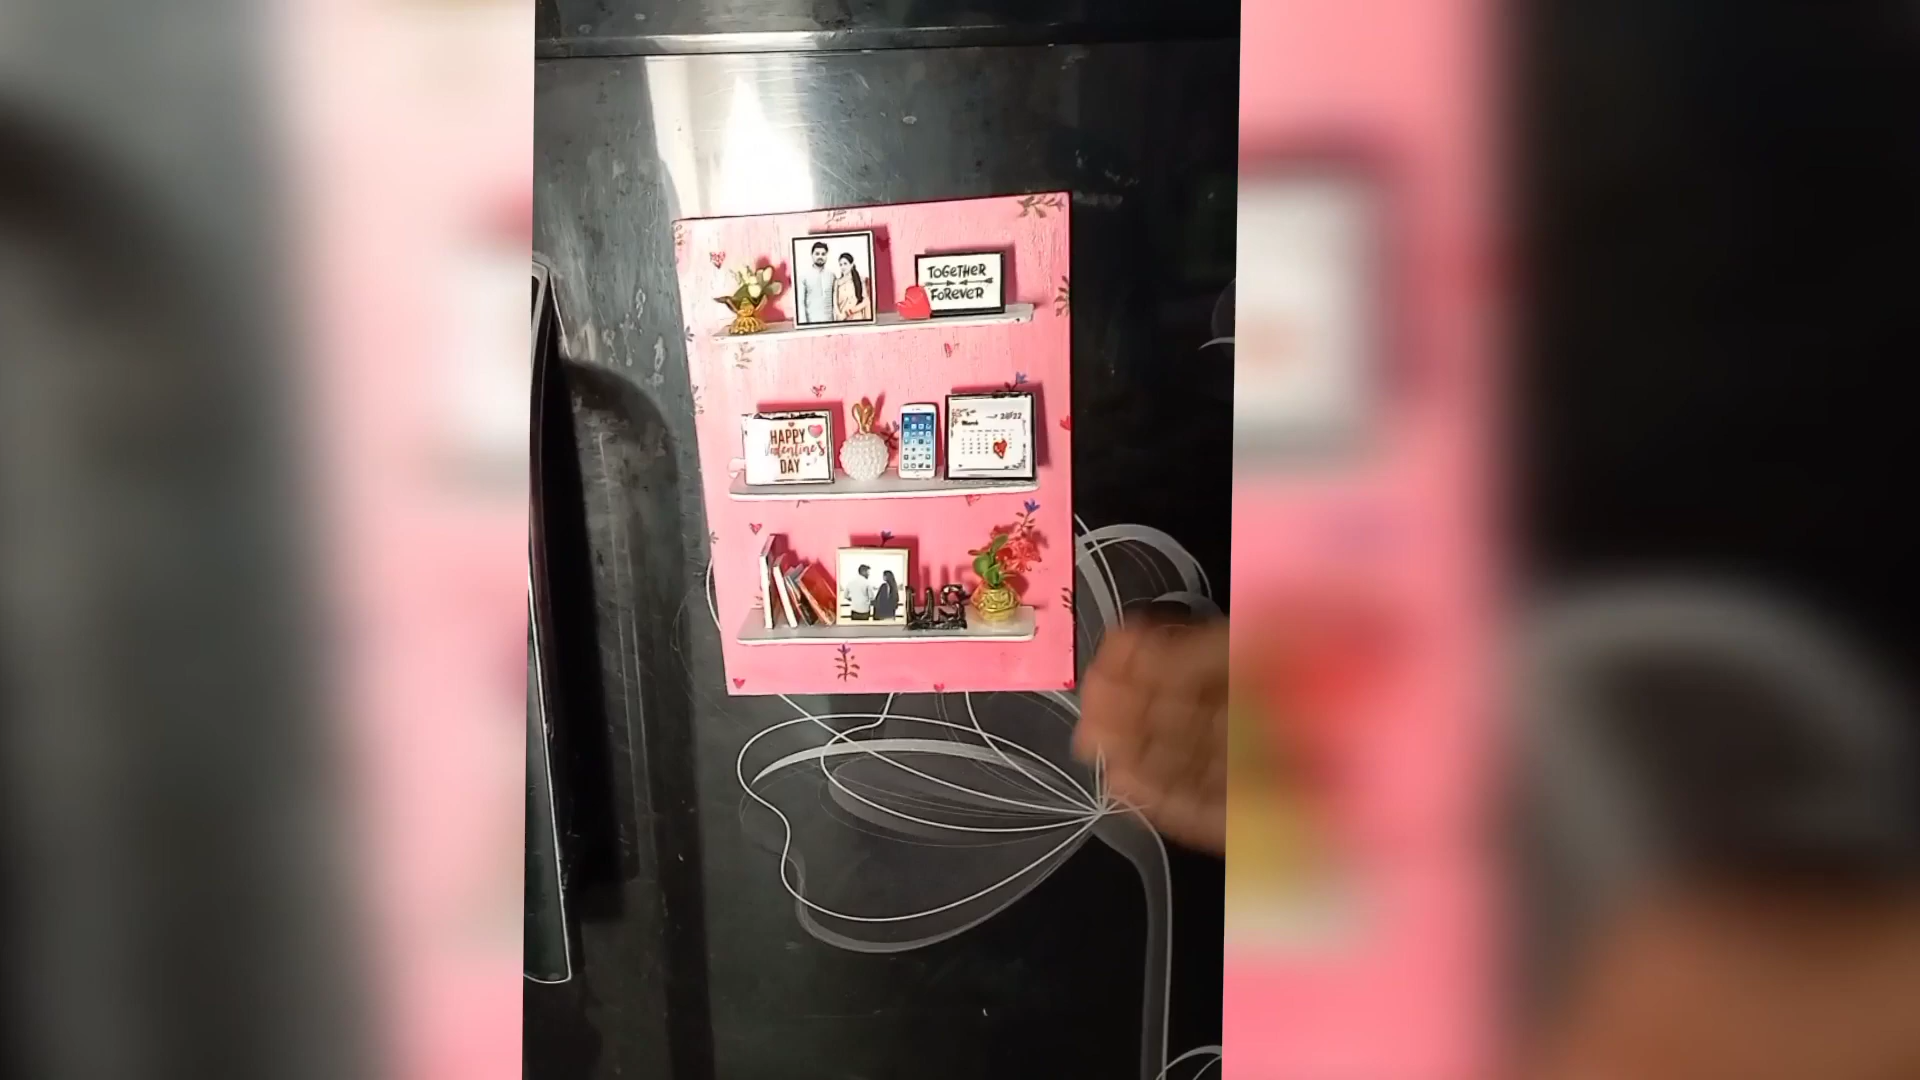 TOGETHER
FOREVER
HAPPY
Valentine's
DAY
March
2022
US